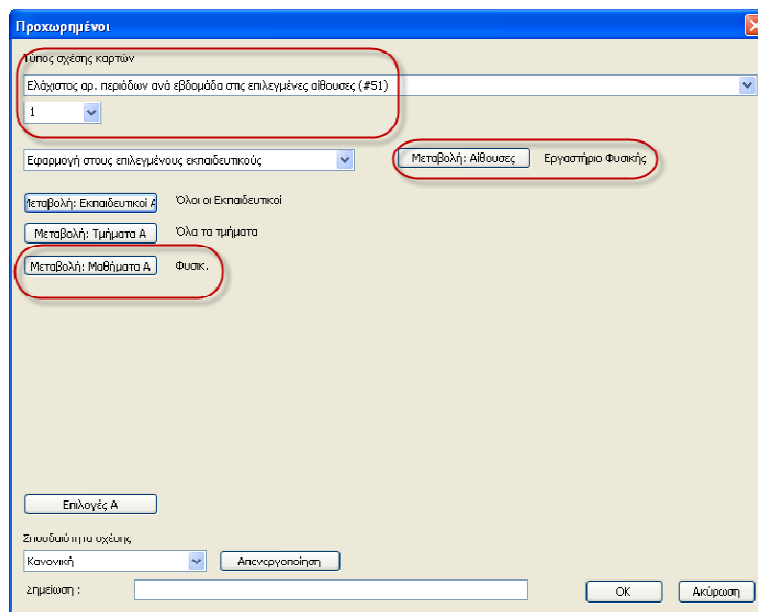 Προχωρημένοι
Τύπος σχέσης καρτών
Ελάχιστος αρ. περιόδων ανά εβδομάδα στις επιλεγμένες αίθουσες (#51)
1
Εφαρμογή στους επιλεγμένους εκπαιδευτικούς
Μεταβολή: Αίθουσες Εργαστήριο Φυσικής
Μεταβολή: Εκπαιδευτικοί Α Όλοι οι Εκπαιδευτικοί
Μεταβολή: Τμήματα Α Όλα τα τμήματα
Μεταβολή: Μαθήματα Α Φυσικ.
Επιλογές Α
Σπουδαιότητα σχέσης
Κανονική Απενεργοποίηση
Σημείωση :
OK Ακύρωση